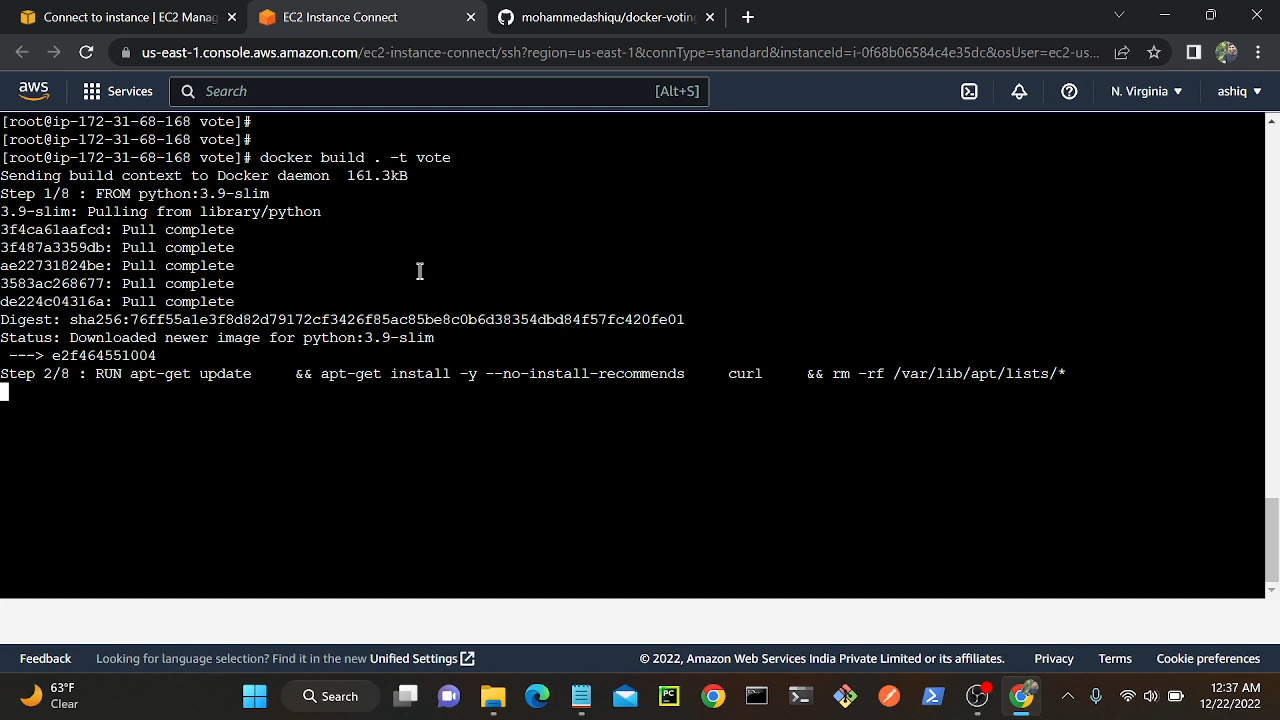 Connect to instance | EC2 Manag
EC2 Instance Connect
mohammedashiqu/docker-voting
us-east-1.console.aws.amazon.com/ec2-instance-connect/ssh?region=us-east-1&connType=standard&instanceId=i-0f68b06584c4e35dc&osUser=ec2-us...
aws
Services
Search
[Alt+S]
N. Virginia
ashiq
[root@ip-172-31-68-168 vote]#
[root@ip-172-31-68-168 vote]#
[root@ip-172-31-68-168 vote]# docker build . -t vote
Sending build context to Docker daemon  161.3kB
Step 1/8 : FROM python:3.9-slim
3.9-slim: Pulling from library/python
3f4ca61aafcd: Pull complete
3f487a3359db: Pull complete
ae22731824be: Pull complete
3583ac268677: Pull complete
de224c04316a: Pull complete
Digest: sha256:76ff55a1e3f8d82d79172cf3426f85ac85be8c0b6d38354dbd84f57fc420fe01
Status: Downloaded newer image for python:3.9-slim
 ---> e2f464551004
Step 2/8 : RUN apt-get update     && apt-get install -y --no-install-recommends     curl     && rm -rf /var/lib/apt/lists/*
Feedback
Looking for language selection? Find it in the new Unified Settings
© 2022, Amazon Web Services India Private Limited or its affiliates.
Privacy
Terms
Cookie preferences
63°F
Clear
Search
PC
12:37 AM
12/22/2022